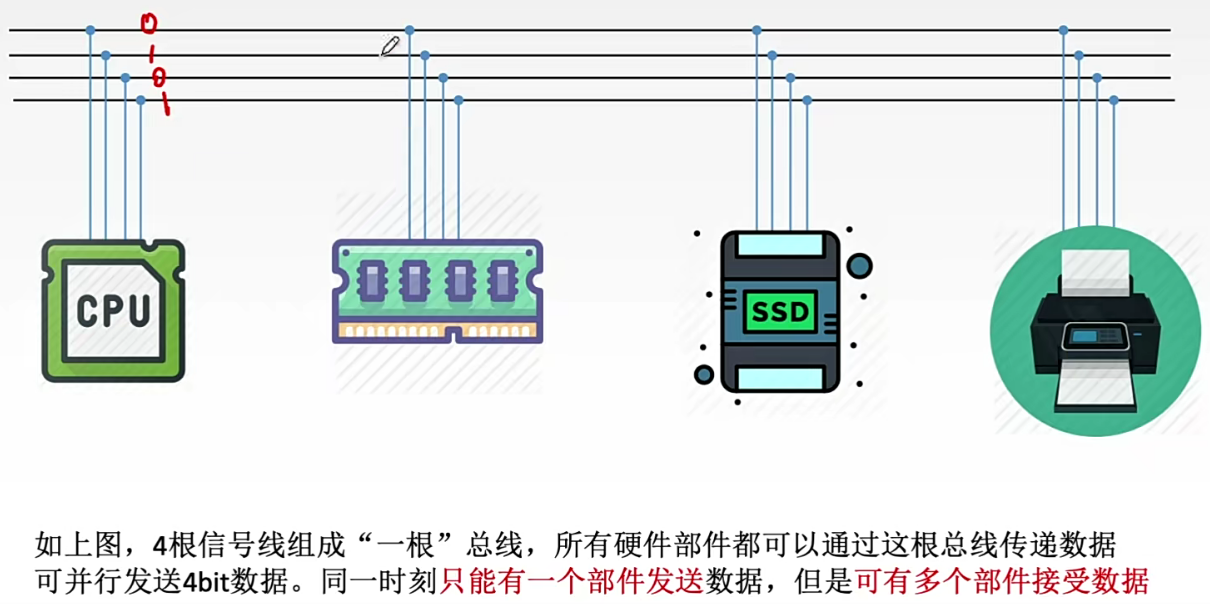 0
1
0
1
CPU
SSD
如上图，4根信号线组成“一根”总线，所有硬件部件都可以通过这根总线传递数据
可并行发送4bit数据。同一时刻只能有一个部件发送数据，但是可有多个部件接受数据